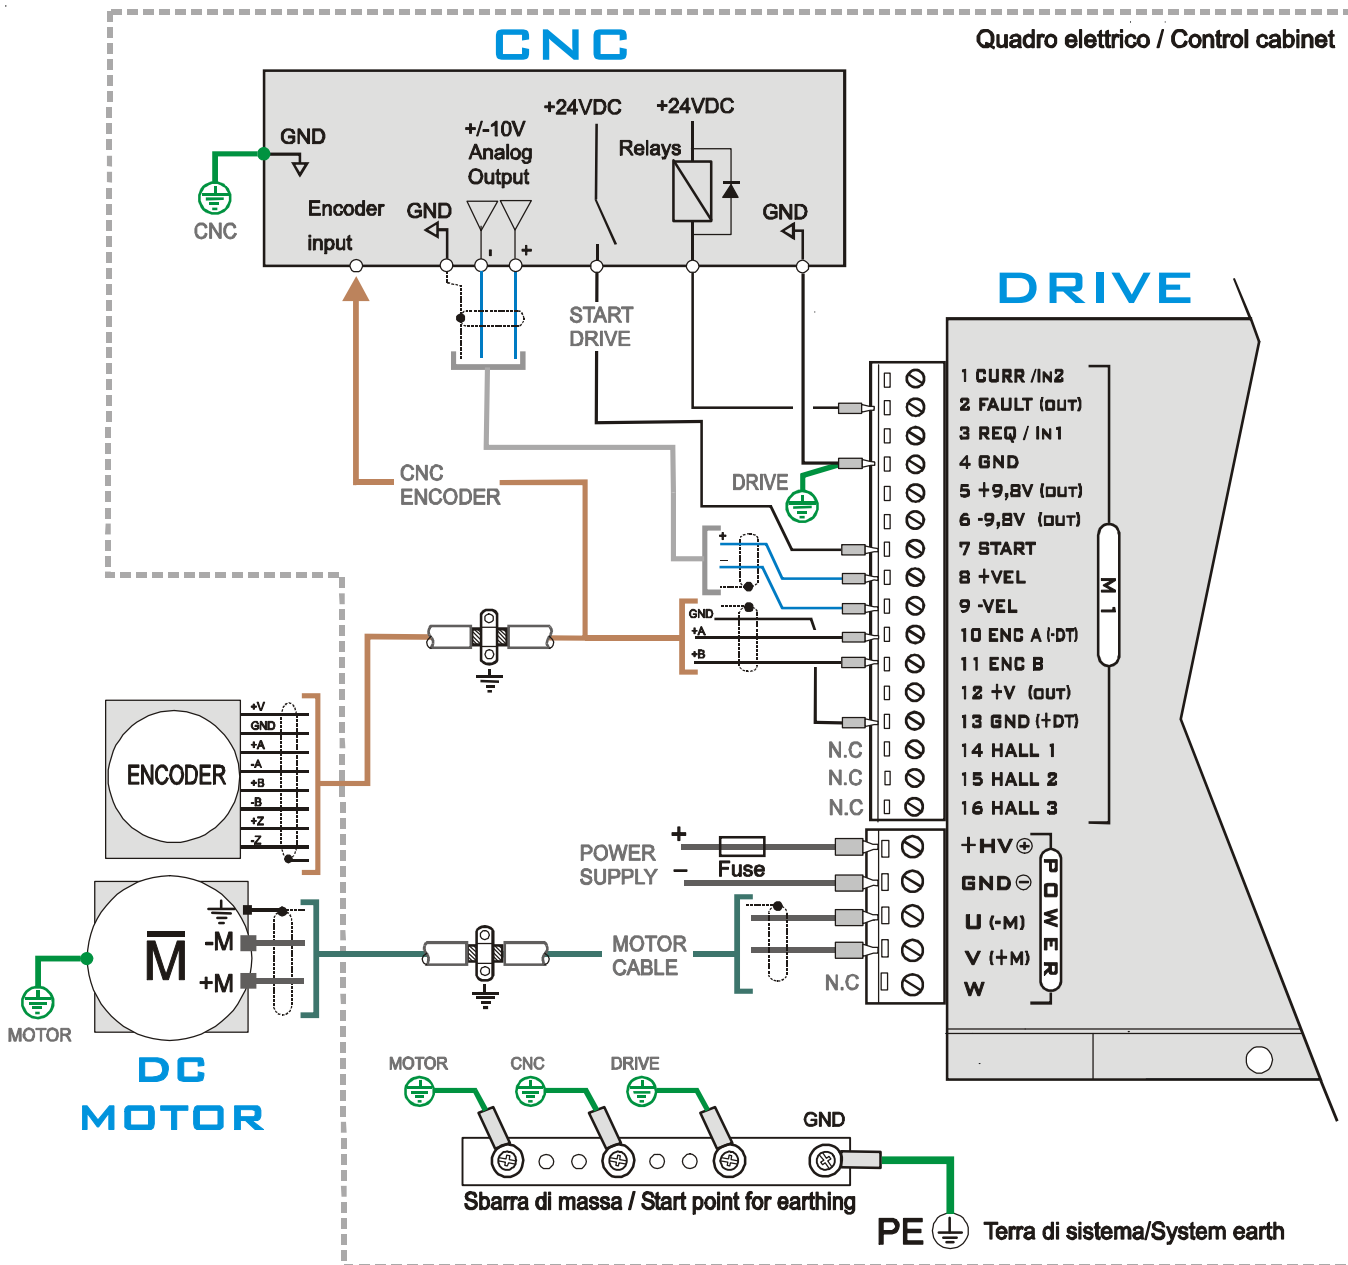 CNC
Quadro elettrico / Control cabinet
+24VDC
+24VDC
GND
+/-10V
Analog
Output
Relays
Encoder
input
GND
GND
-
+
CNC
START
DRIVE
DRIVE
1 CURR /IN2
2 FAULT (OUT)
3 REQ / IN1
4 GND
5 +9,8V (OUT)
6 -9,8V (OUT)
7 START
8 +VEL
9 -VEL
10 ENC A (-DT)
11 ENC B
12 +V (OUT)
13 GND (+DT)
14 HALL 1
15 HALL 2
16 HALL 3
M 1
CNC
ENCODER
DRIVE
+
–
GND
+A
+B
N.C
N.C
N.C
ENCODER
+V
GND
+A
-A
+B
-B
+Z
-Z
POWER
SUPPLY
+
–
Fuse
+HV +
GND -
U (-M)
V (+M)
W
POWER
N.C
MOTOR
CABLE
M
-M
+M
MOTOR
DC
MOTOR
MOTOR
CNC
DRIVE
GND
Sbarra di massa / Start point for earthing
PE
Terra di sistema/System earth